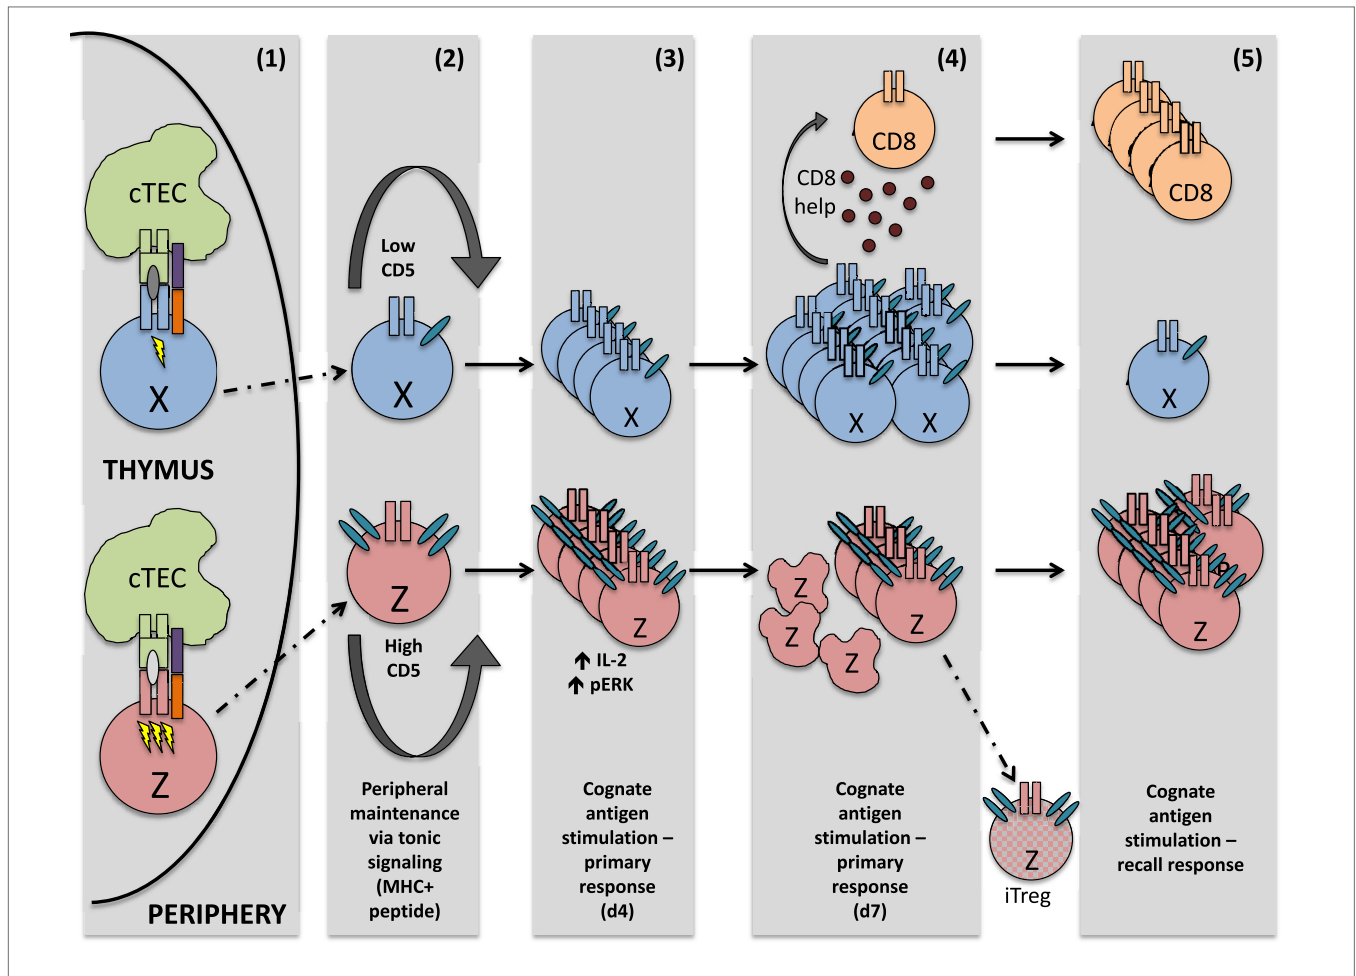 (1)
cTEC
X
THYMUS
cTEC
Z
PERIPHERY
(2)
Low
CD5
X
Z
High
CD5
Peripheral
maintenance
via tonic
signaling
(MHC+
peptide)
(3)
X
Z
IL-2
pERK
Cognate
antigen
stimulation –
primary
response
(d4)
(4)
CD8
CD8
help
X
X
Z
Z
Z
Z
Cognate
antigen
stimulation –
primary
response
(d7)
Z
iTreg
(5)
CD8
X
Z
Cognate
antigen
stimulation –
recall response